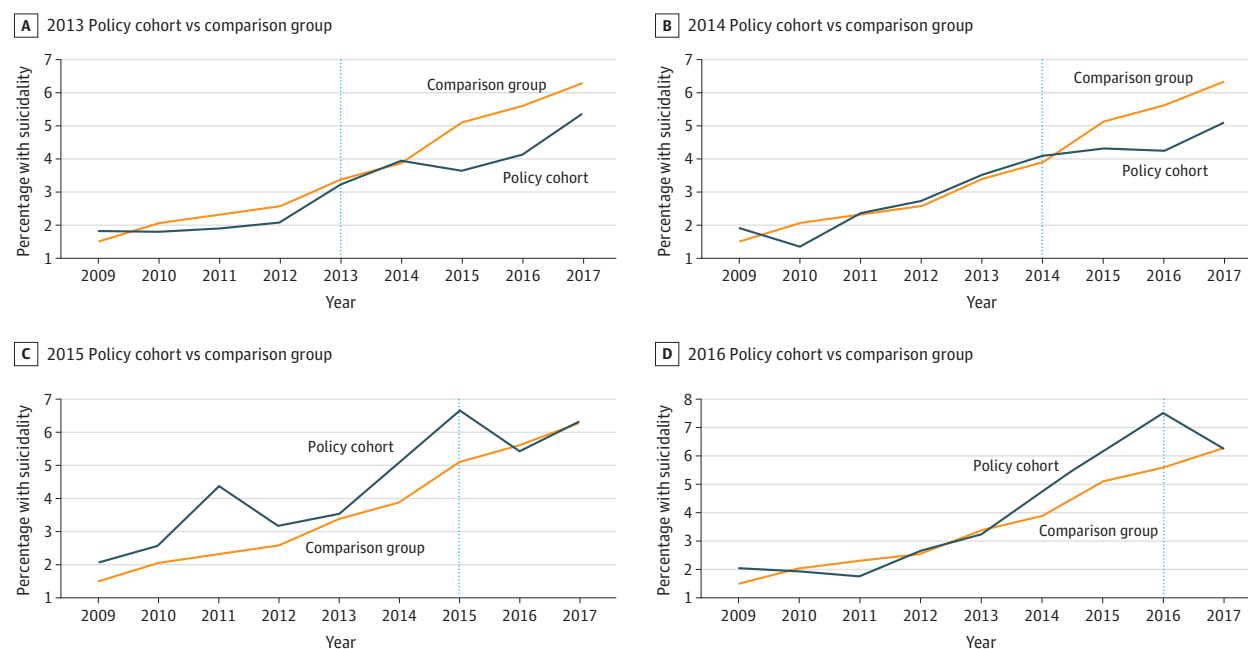 A 2013 Policy cohort vs comparison group
Percentage with suicidality
7
6
5
4
3
2
1
Comparison group
Policy cohort
2009 2010 2011 2012 2013 2014 2015 2016 2017
Year
B 2014 Policy cohort vs comparison group
Percentage with suicidality
7
6
5
4
3
2
1
Comparison group
Policy cohort
2009 2010 2011 2012 2013 2014 2015 2016 2017
Year
C 2015 Policy cohort vs comparison group
Percentage with suicidality
7
6
5
4
3
2
1
Policy cohort
Comparison group
2009 2010 2011 2012 2013 2014 2015 2016 2017
Year
D 2016 Policy cohort vs comparison group
Percentage with suicidality
8
7
6
5
4
3
2
1
Policy cohort
Comparison group
2009 2010 2011 2012 2013 2014 2015 2016 2017
Year